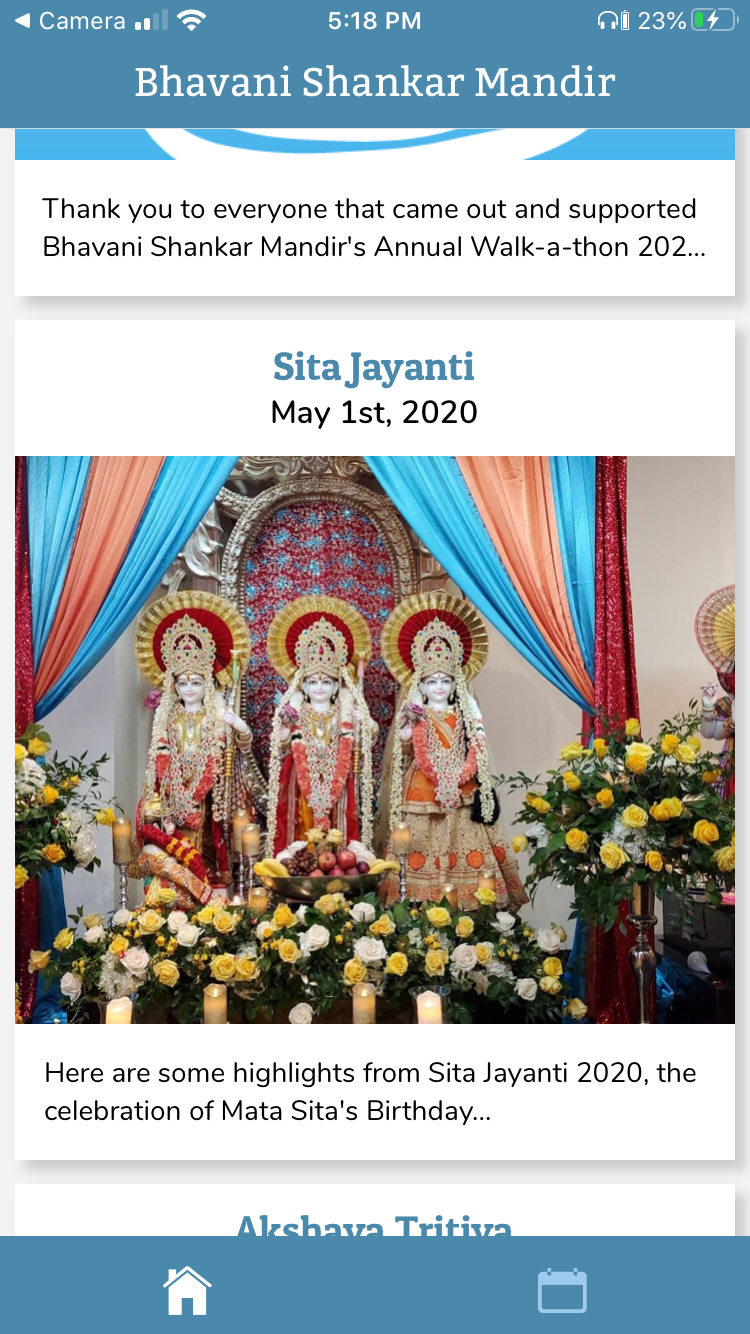 Camera 5:18 PM 23%
Bhavani Shankar Mandir
Thank you to everyone that came out and supported
Bhavani Shankar Mandir's Annual Walk-a-thon 202...
Sita Jayanti
May 1st, 2020
Here are some highlights from Sita Jayanti 2020, the
celebration of Mata Sita's Birthday...
Akshaya Tritiya